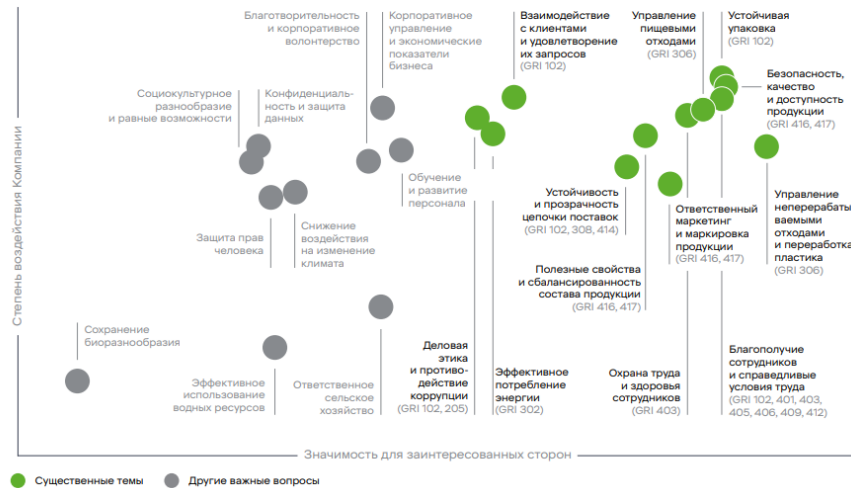 Благотворительность
и корпоративное
волонтерство
Корпоративное
управление
и экономические
показатели
бизнеса
Взаимодействие
с клиентами
и удовлетворение
их запросов
(GRI 102)
Управление
пищевыми
отходами
(GRI 306)
Устойчивая
упаковка
(GRI 102)
Безопасность,
качество
и доступность
продукции
(GRI 416, 417)
Социокультурное
разнообразие
и равные возможности
Конфиденциаль-
ность и защита
данных
Обучение
и развитие
персонала
Устойчивость
и прозрачность
цепочки поставок
(GRI 102, 308, 414)
Ответственный
маркетинг
и маркировка
продукции
(GRI 416, 417)
Управление
неперерабаты
ваемыми
отходами
и переработка
пластика
(GRI 306)
Защита прав
человека
Снижение
воздействия
на изменение
климата
Полезные свойства
и сбалансированность
состава продукции
(GRI 416, 417)
Сохранение
биоразнообразия
Эффективное
использование
водных ресурсов
Ответственное
сельское
хозяйство
Деловая
этика
и противо-
действие
коррупции
(GRI 102, 205)
Эффективное
потребление
энергии
(GRI 302)
Охрана труда
и здоровья
сотрудников
(GRI 403)
Благополучие
сотрудников
и справедливые
условия труда
(GRI 102, 401, 403,
405, 406, 409, 412)
Степень воздействия Компании
Значимость для заинтересованных сторон
Существенные темы
Другие важные вопросы